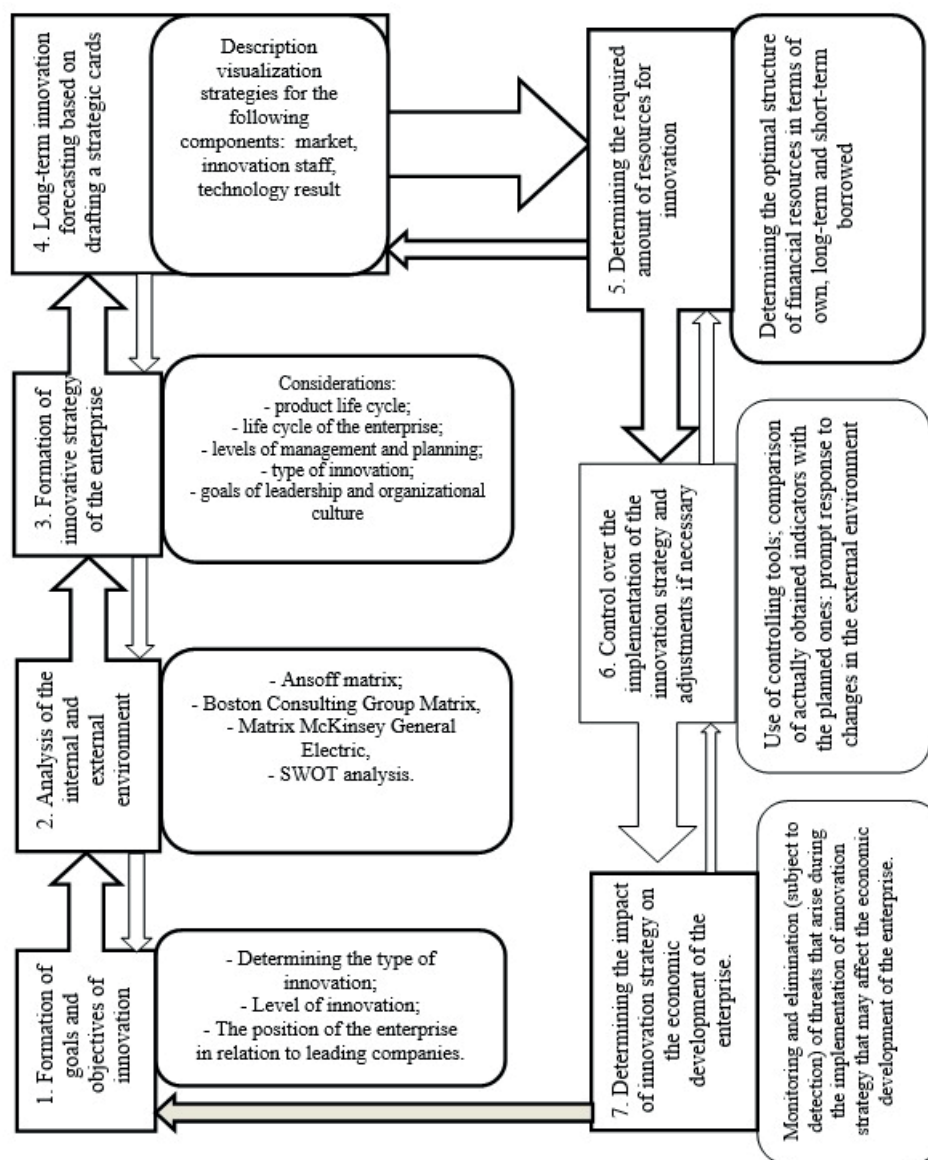 1. Formation of
goals and
objectives of
innovation
- Determining the type of
innovation;
- Level of innovation;
- The position of the enterprise
in relation to leading companies.
2. Analysis of the
internal and
external
environment
- Ansoff matrix;
- Boston Consulting Group Matrix,
- Matrix McKinsey General
Electric,
- SWOT analysis.
3. Formation of
innovative strategy
of the enterprise
Considerations:
- product life cycle;
- life cycle of the enterprise;
- levels of management and planning;
- type of innovation;
- goals of leadership and organizational
culture
4. Long-term innovation
forecasting based on
drafting a strategic cards
Description
visualization
strategies for the
following
components: market,
innovation staff,
technology result
5. Determining the required
amount of resources for
innovation
Determining the optimal structure
of financial resources in terms of
own, long-term and short-term
borrowed
6. Control over the
implementation of the
innovation strategy and
adjustments if necessary
Use of controlling tools; comparison
of actually obtained indicators with
the planned ones: prompt response to
changes in the external environment
7. Determining the impact
of innovation strategy on
the economic
development of the
enterprise.
Monitoring and elimination (subject to
detection) of threats that arise during
the implementation of innovation
strategy that may affect the economic
development of the enterprise.